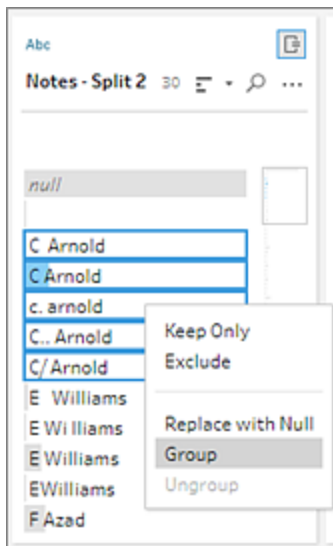 Abc
Notes - Split 2 30
null
C  Arnold
C Arnold
c. arnold
C.. Arnold
C/ Arnold
E   Williams
E Wi lliams
E Williams
EWilliams
F Azad
Keep Only
Exclude
Replace with Null
Group
Ungroup